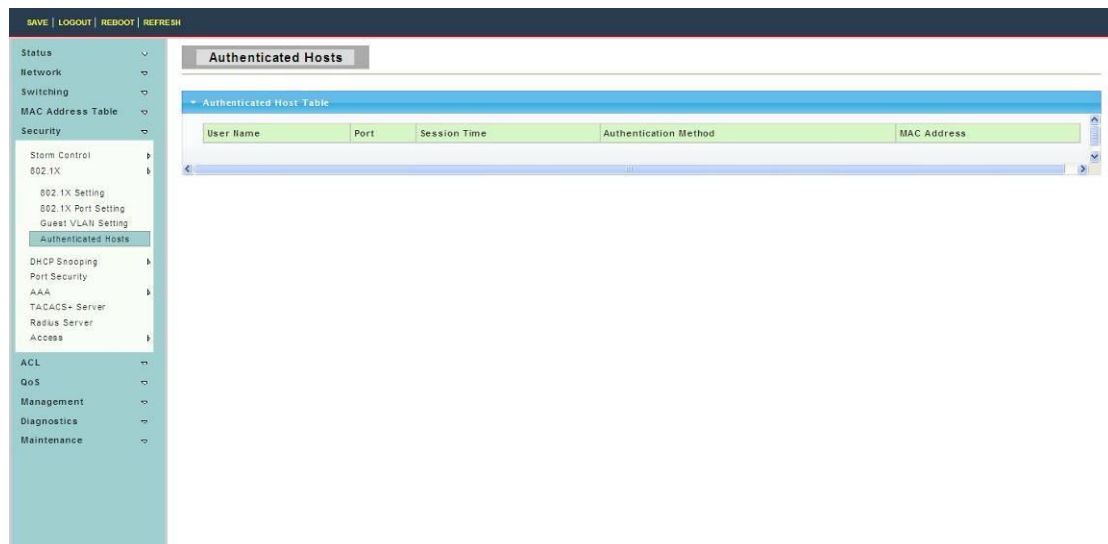 SAVE | LOGOUT | REBOOT | REFRESH
Status
Network
Switching
MAC Address Table
Security
Storm Control
802.1X
802.1X Setting
802.1X Port Setting
Guest VLAN Setting
Authenticated Hosts
DHCP Snooping
Port Security
AAA
TACACS+ Server
Radius Server
Access
ACL
QoS
Management
Diagnostics
Maintenance
Authenticated Hosts
Authenticated Host Table
User Name Port Session Time Authentication Method MAC Address